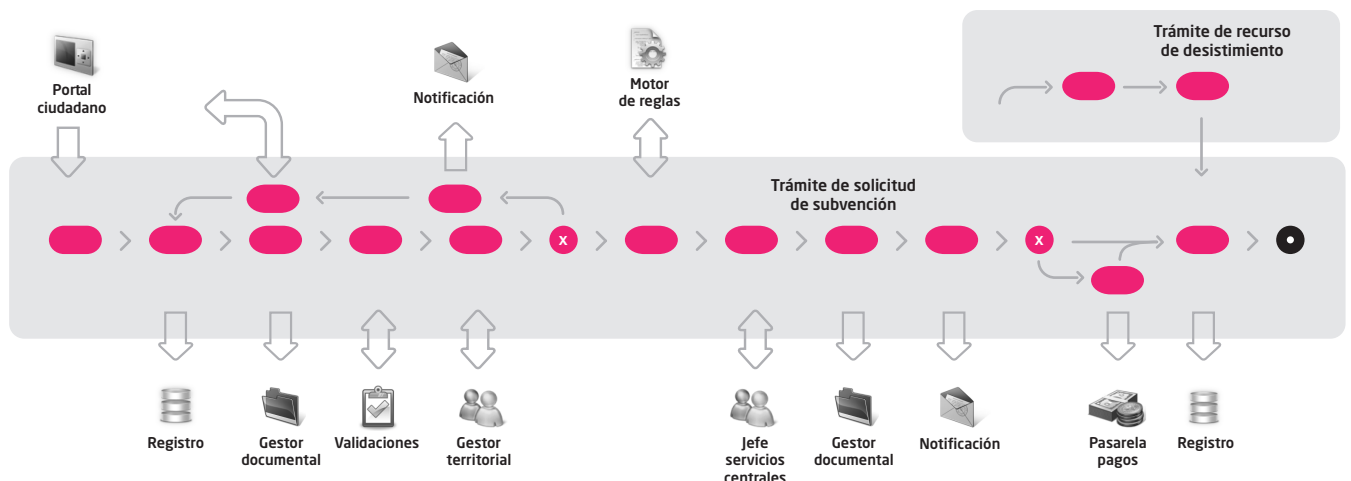 Trámite de recurso
de desistimiento
Portal
ciudadano
Notificación
Motor
de reglas
Trámite de solicitud
de subvención
X
X
Registro
Gestor
documental
Validaciones
Gestor
territorial
Jefe
servicios
centrales
Gestor
documental
Notificación
Pasarela
pagos
Registro